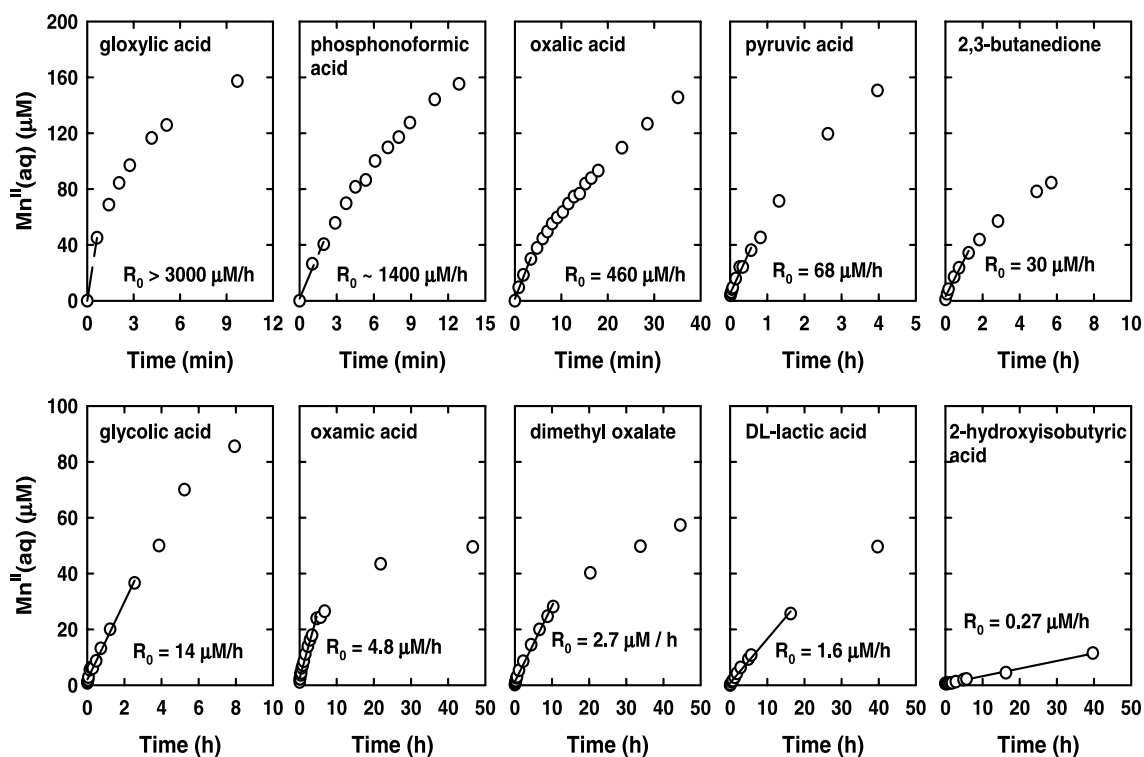 200
160
120
80
40
0
Mn^II(aq) (μM)
gloxylic acid
R₀ > 3000 μM/h
0 3 6 9 12
Time (min)
phosphonoformic
acid
R₀ ~ 1400 μM/h
0 3 6 9 12 15
Time (min)
oxalic acid
R₀ = 460 μM/h
0 10 20 30 40
Time (min)
pyruvic acid
R₀ = 68 μM/h
0 1 2 3 4 5
Time (h)
2,3-butanedione
R₀ = 30 μM/h
0 2 4 6 8 10
Time (h)
100
80
60
40
20
0
Mn^II(aq) (μM)
glycolic acid
R₀ = 14 μM/h
0 2 4 6 8 10
Time (h)
oxamic acid
R₀ = 4.8 μM/h
0 10 20 30 40 50
Time (h)
dimethyl oxalate
R₀ = 2.7 μM / h
0 10 20 30 40 50
Time (h)
DL-lactic acid
R₀ = 1.6 μM/h
0 10 20 30 40 50
Time (h)
2-hydroxyisobutyric
acid
R₀ = 0.27 μM/h
0 10 20 30 40 50
Time (h)